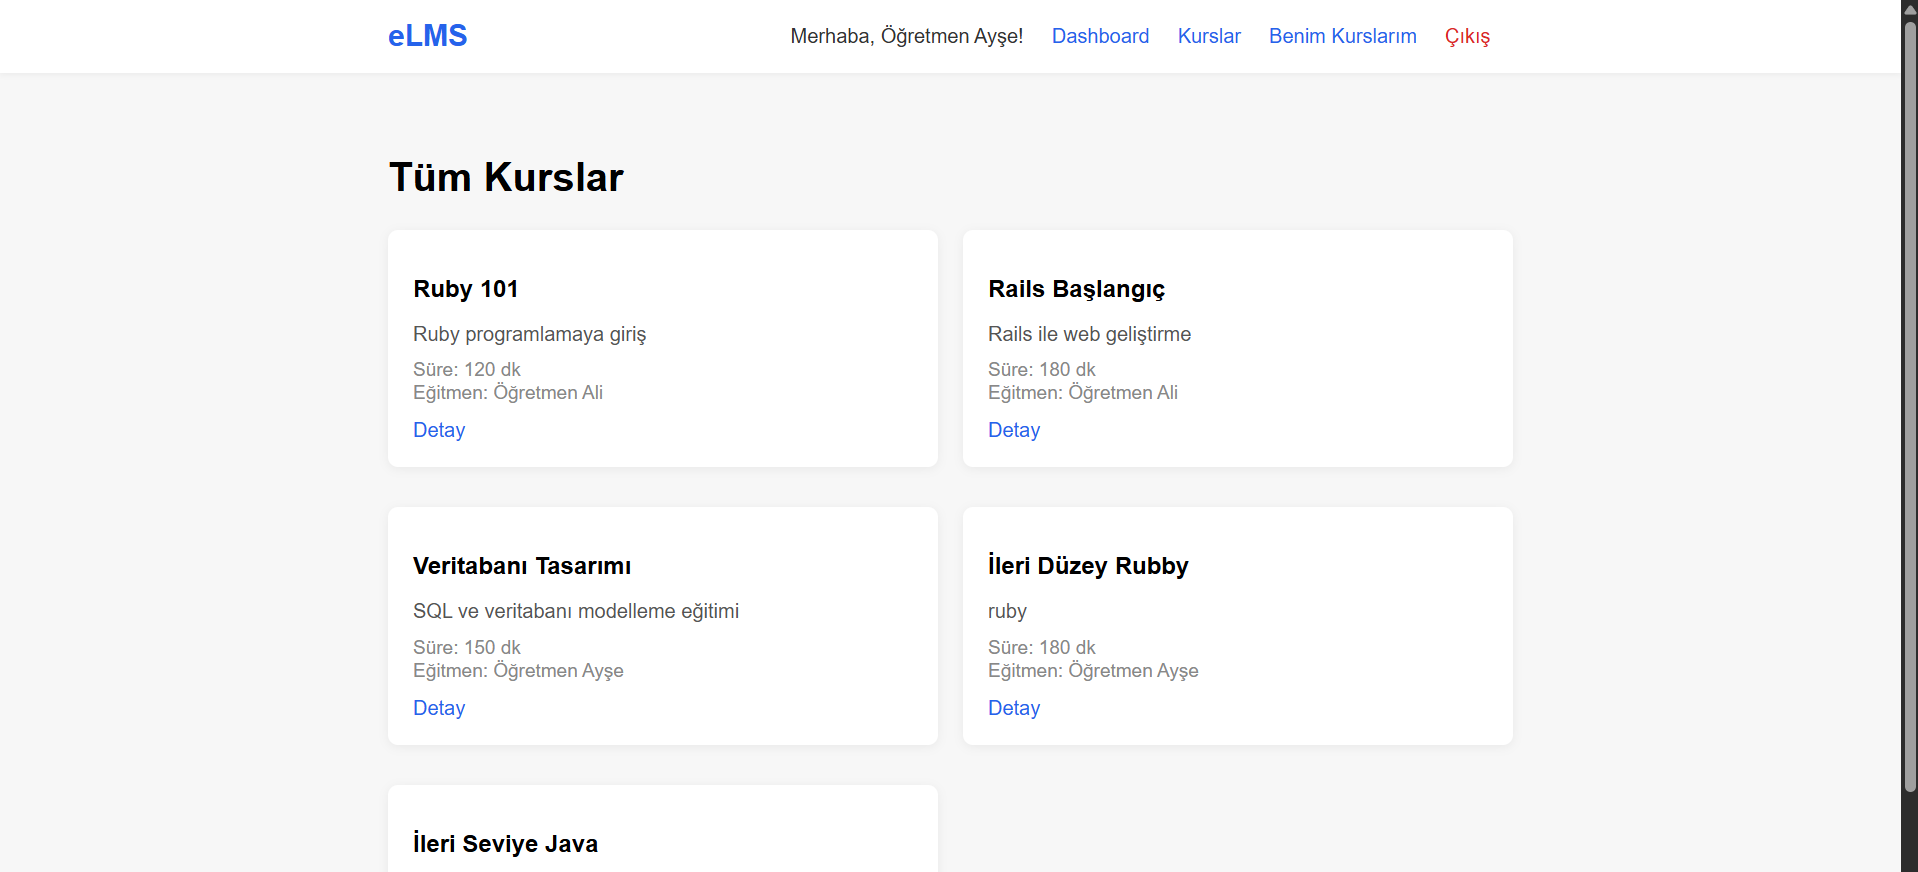 eLMS
Merhaba, Öğretmen Ayşe! Dashboard Kurslar Benim Kurslarım Çıkış
Tüm Kurslar
Ruby 101
Ruby programlamaya giriş
Süre: 120 dk
Eğitmen: Öğretmen Ali
Detay
Rails Başlangıç
Rails ile web geliştirme
Süre: 180 dk
Eğitmen: Öğretmen Ali
Detay
Veritabanı Tasarımı
SQL ve veritabanı modelleme eğitimi
Süre: 150 dk
Eğitmen: Öğretmen Ayşe
Detay
İleri Düzey Rubby
ruby
Süre: 180 dk
Eğitmen: Öğretmen Ayşe
Detay
İleri Seviye Java